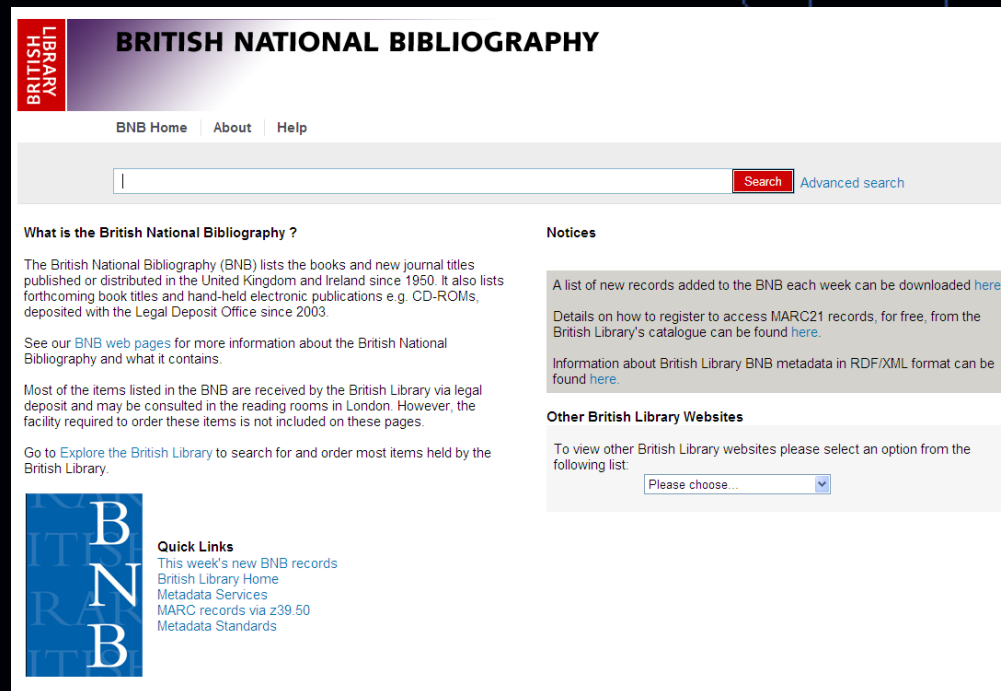 BRITISH
LIBRARY
BRITISH NATIONAL BIBLIOGRAPHY
BNB Home
About
Help
Search
Advanced search
What is the British National Bibliography ?
The British National Bibliography (BNB) lists the books and new journal titles
published or distributed in the United Kingdom and Ireland since 1950. It also lists
forthcoming book titles and hand-held electronic publications e.g. CD-ROMs,
deposited with the Legal Deposit Office since 2003.
See our BNB web pages for more information about the British National
Bibliography and what it contains.
Most of the items listed in the BNB are received by the British Library via legal
deposit and may be consulted in the reading rooms in London. However, the
facility required to order these items is not included on these pages.
Go to Explore the British Library to search for and order most items held by the
British Library.
BNB
Quick Links
This week's new BNB records
British Library Home
Metadata Services
MARC records via z39.50
Metadata Standards
Notices
A list of new records added to the BNB each week can be downloaded here
Details on how to register to access MARC21 records, for free, from the
British Library's catalogue can be found here.
Information about British Library BNB metadata in RDF/XML format can be
found here.
Other British Library Websites
To view other British Library websites please select an option from the
following list:
Please choose...